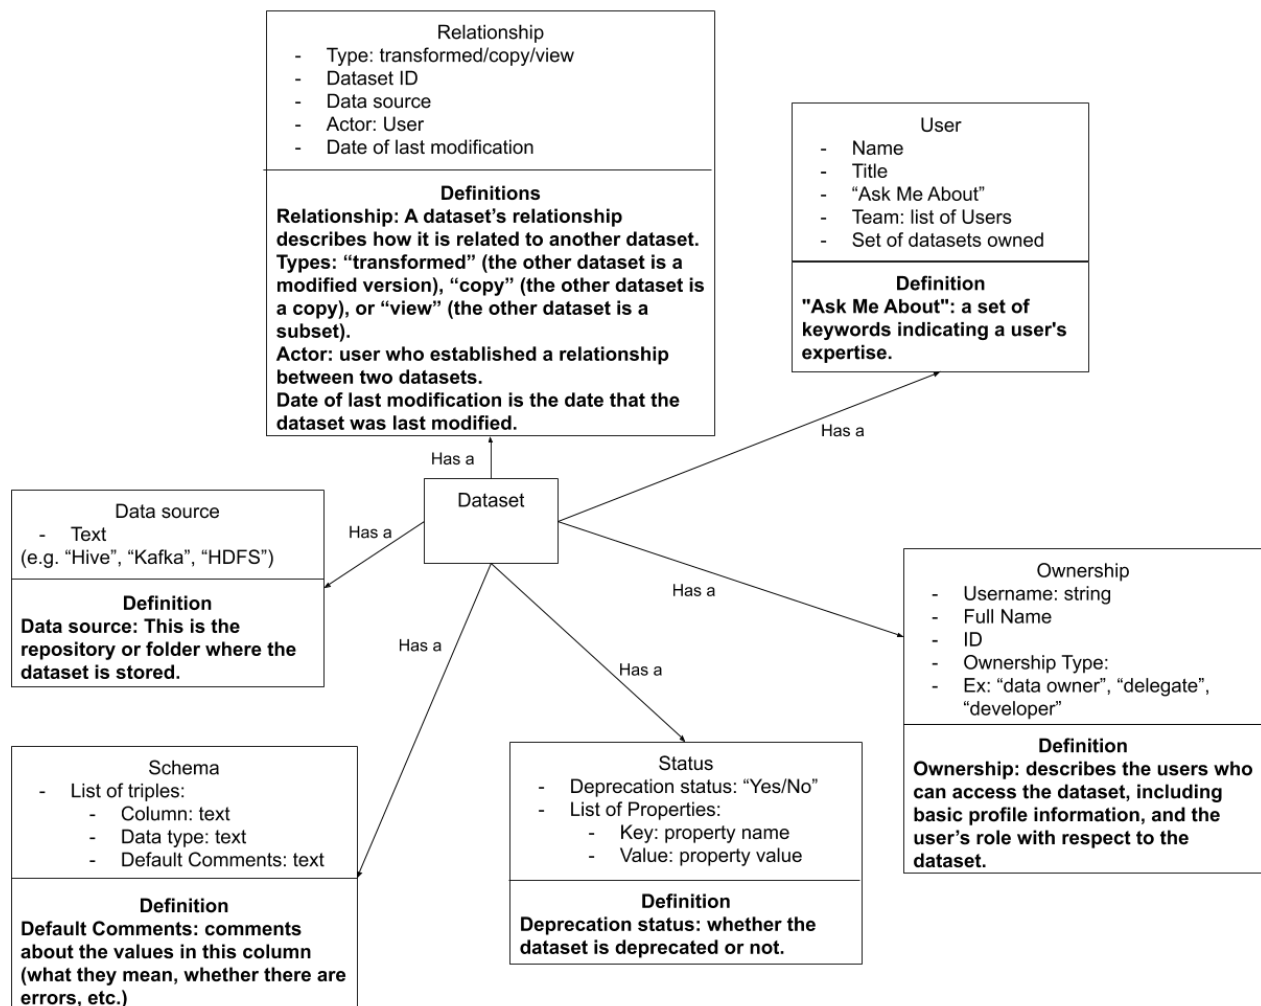 Relationship
- Type: transformed/copy/view
- Dataset ID
- Data source
- Actor: User
- Date of last modification
Definitions
Relationship: A dataset’s relationship
describes how it is related to another dataset.
Types: “transformed” (the other dataset is a
modified version), “copy” (the other dataset is
a copy), or “view” (the other dataset is a
subset).
Actor: user who established a relationship
between two datasets.
Date of last modification is the date that the
dataset was last modified.
User
- Name
- Title
- “Ask Me About”
- Team: list of Users
- Set of datasets owned
Definition
"Ask Me About": a set of
keywords indicating a user's
expertise.
Has a
Has a
Dataset
Data source
- Text
(e.g. “Hive”, “Kafka”, “HDFS”)
Definition
Data source: This is the
repository or folder where the
dataset is stored.
Has a
Has a
Ownership
- Username: string
- Full Name
- ID
- Ownership Type:
- Ex: “data owner”, “delegate”,
“developer”
Definition
Ownership: describes the users who
can access the dataset, including
basic profile information, and the
user’s role with respect to the
dataset.
Has a
Has a
Schema
- List of triples:
- Column: text
- Data type: text
- Default Comments: text
Definition
Default Comments: comments
about the values in this column
(what they mean, whether there are
errors, etc.)
Status
- Deprecation status: “Yes/No”
- List of Properties:
- Key: property name
- Value: property value
Definition
Deprecation status: whether the
dataset is deprecated or not.